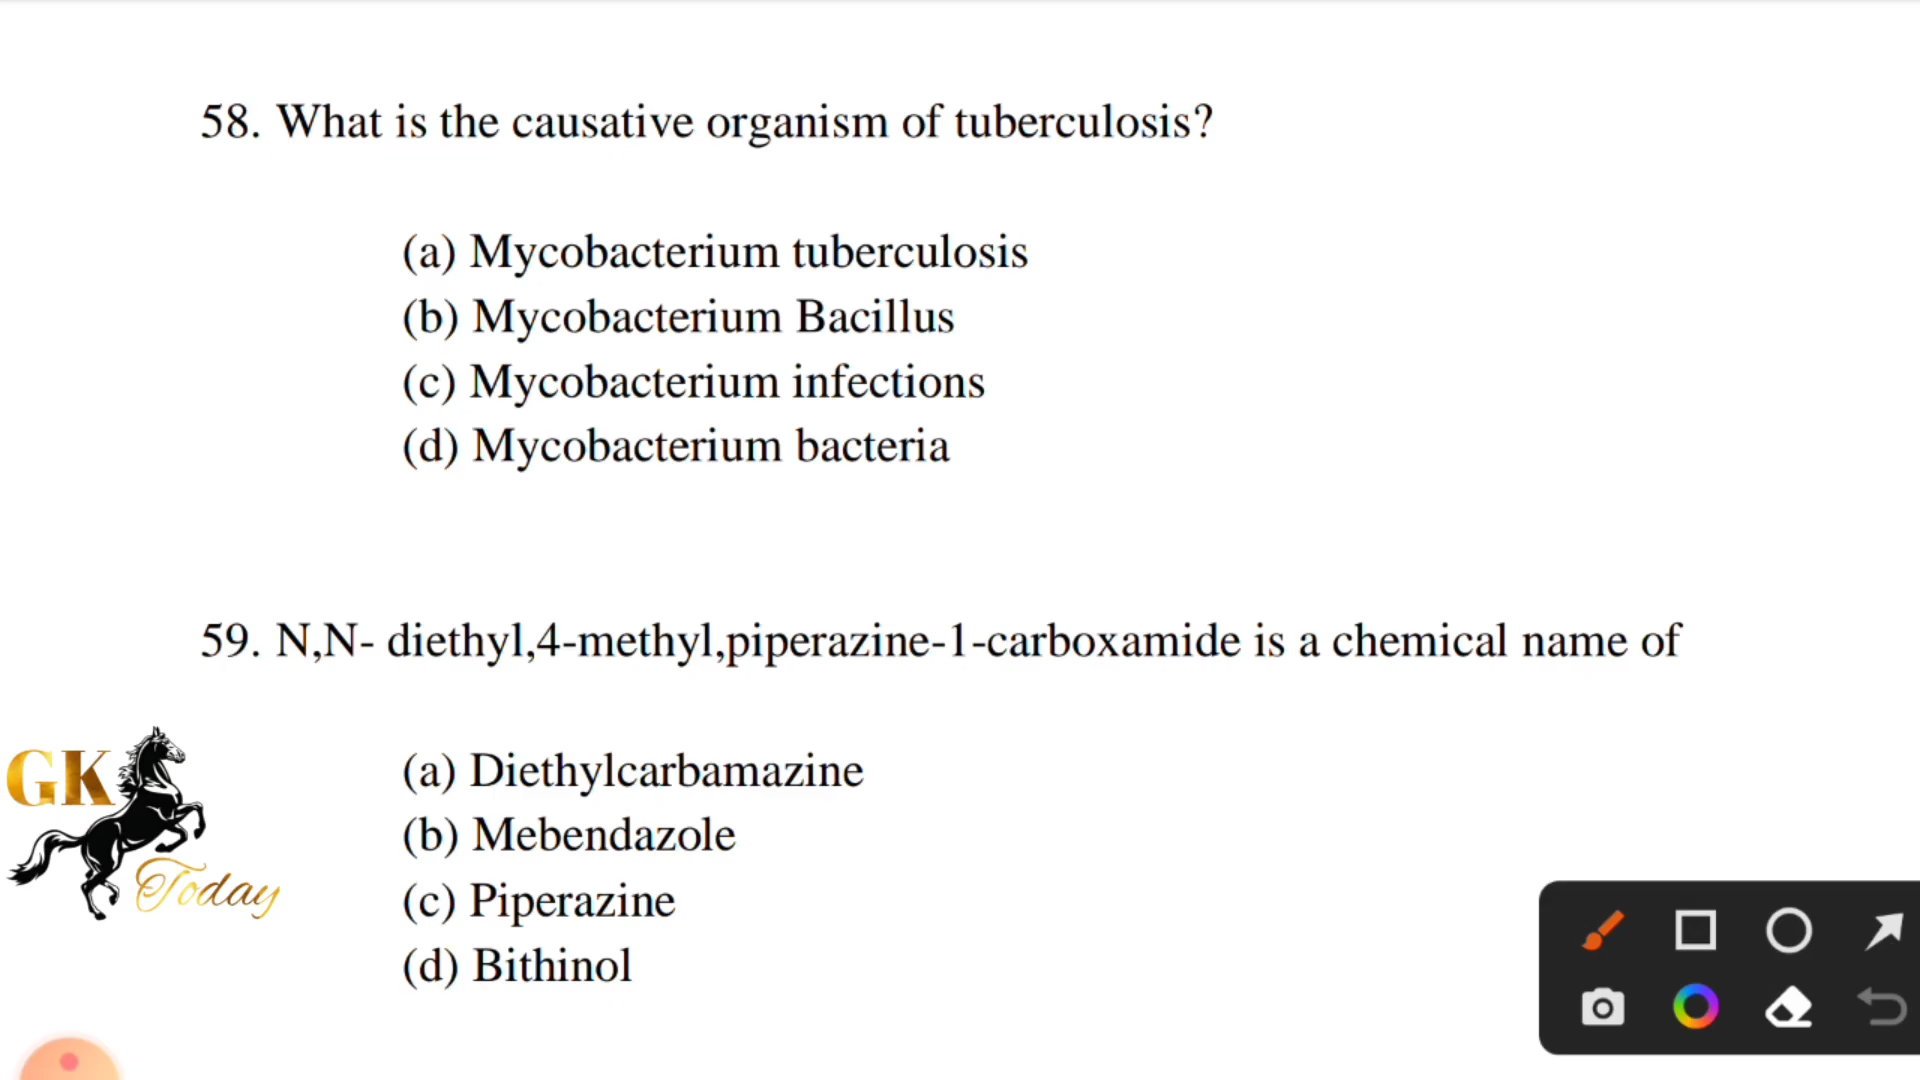 58. What is the causative organism of tuberculosis?
(a) Mycobacterium tuberculosis
(b) Mycobacterium Bacillus
(c) Mycobacterium infections
(d) Mycobacterium bacteria
59. N,N- diethyl,4-methyl,piperazine-1-carboxamide is a chemical name of
(a) Diethylcarbamazine
(b) Mebendazole
(c) Piperazine
(d) Bithinol
GK
Today